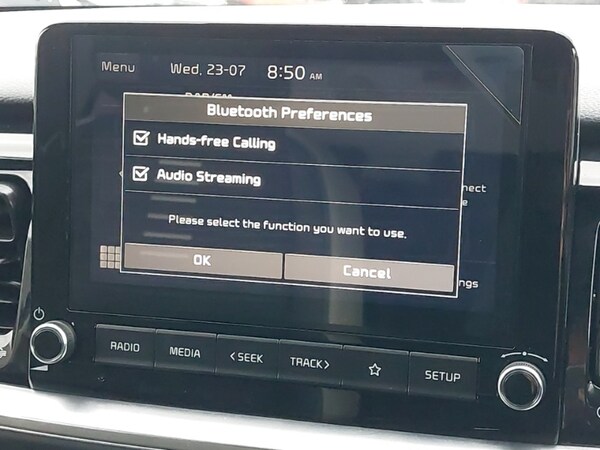 Menu Wed, 23-07 8:50 AM
Bluetooth Preferences
Hands-free Calling
Audio Streaming
Please select the function you want to use.
OK Cancel
RADIO MEDIA <SEEK TRACK> SETUP